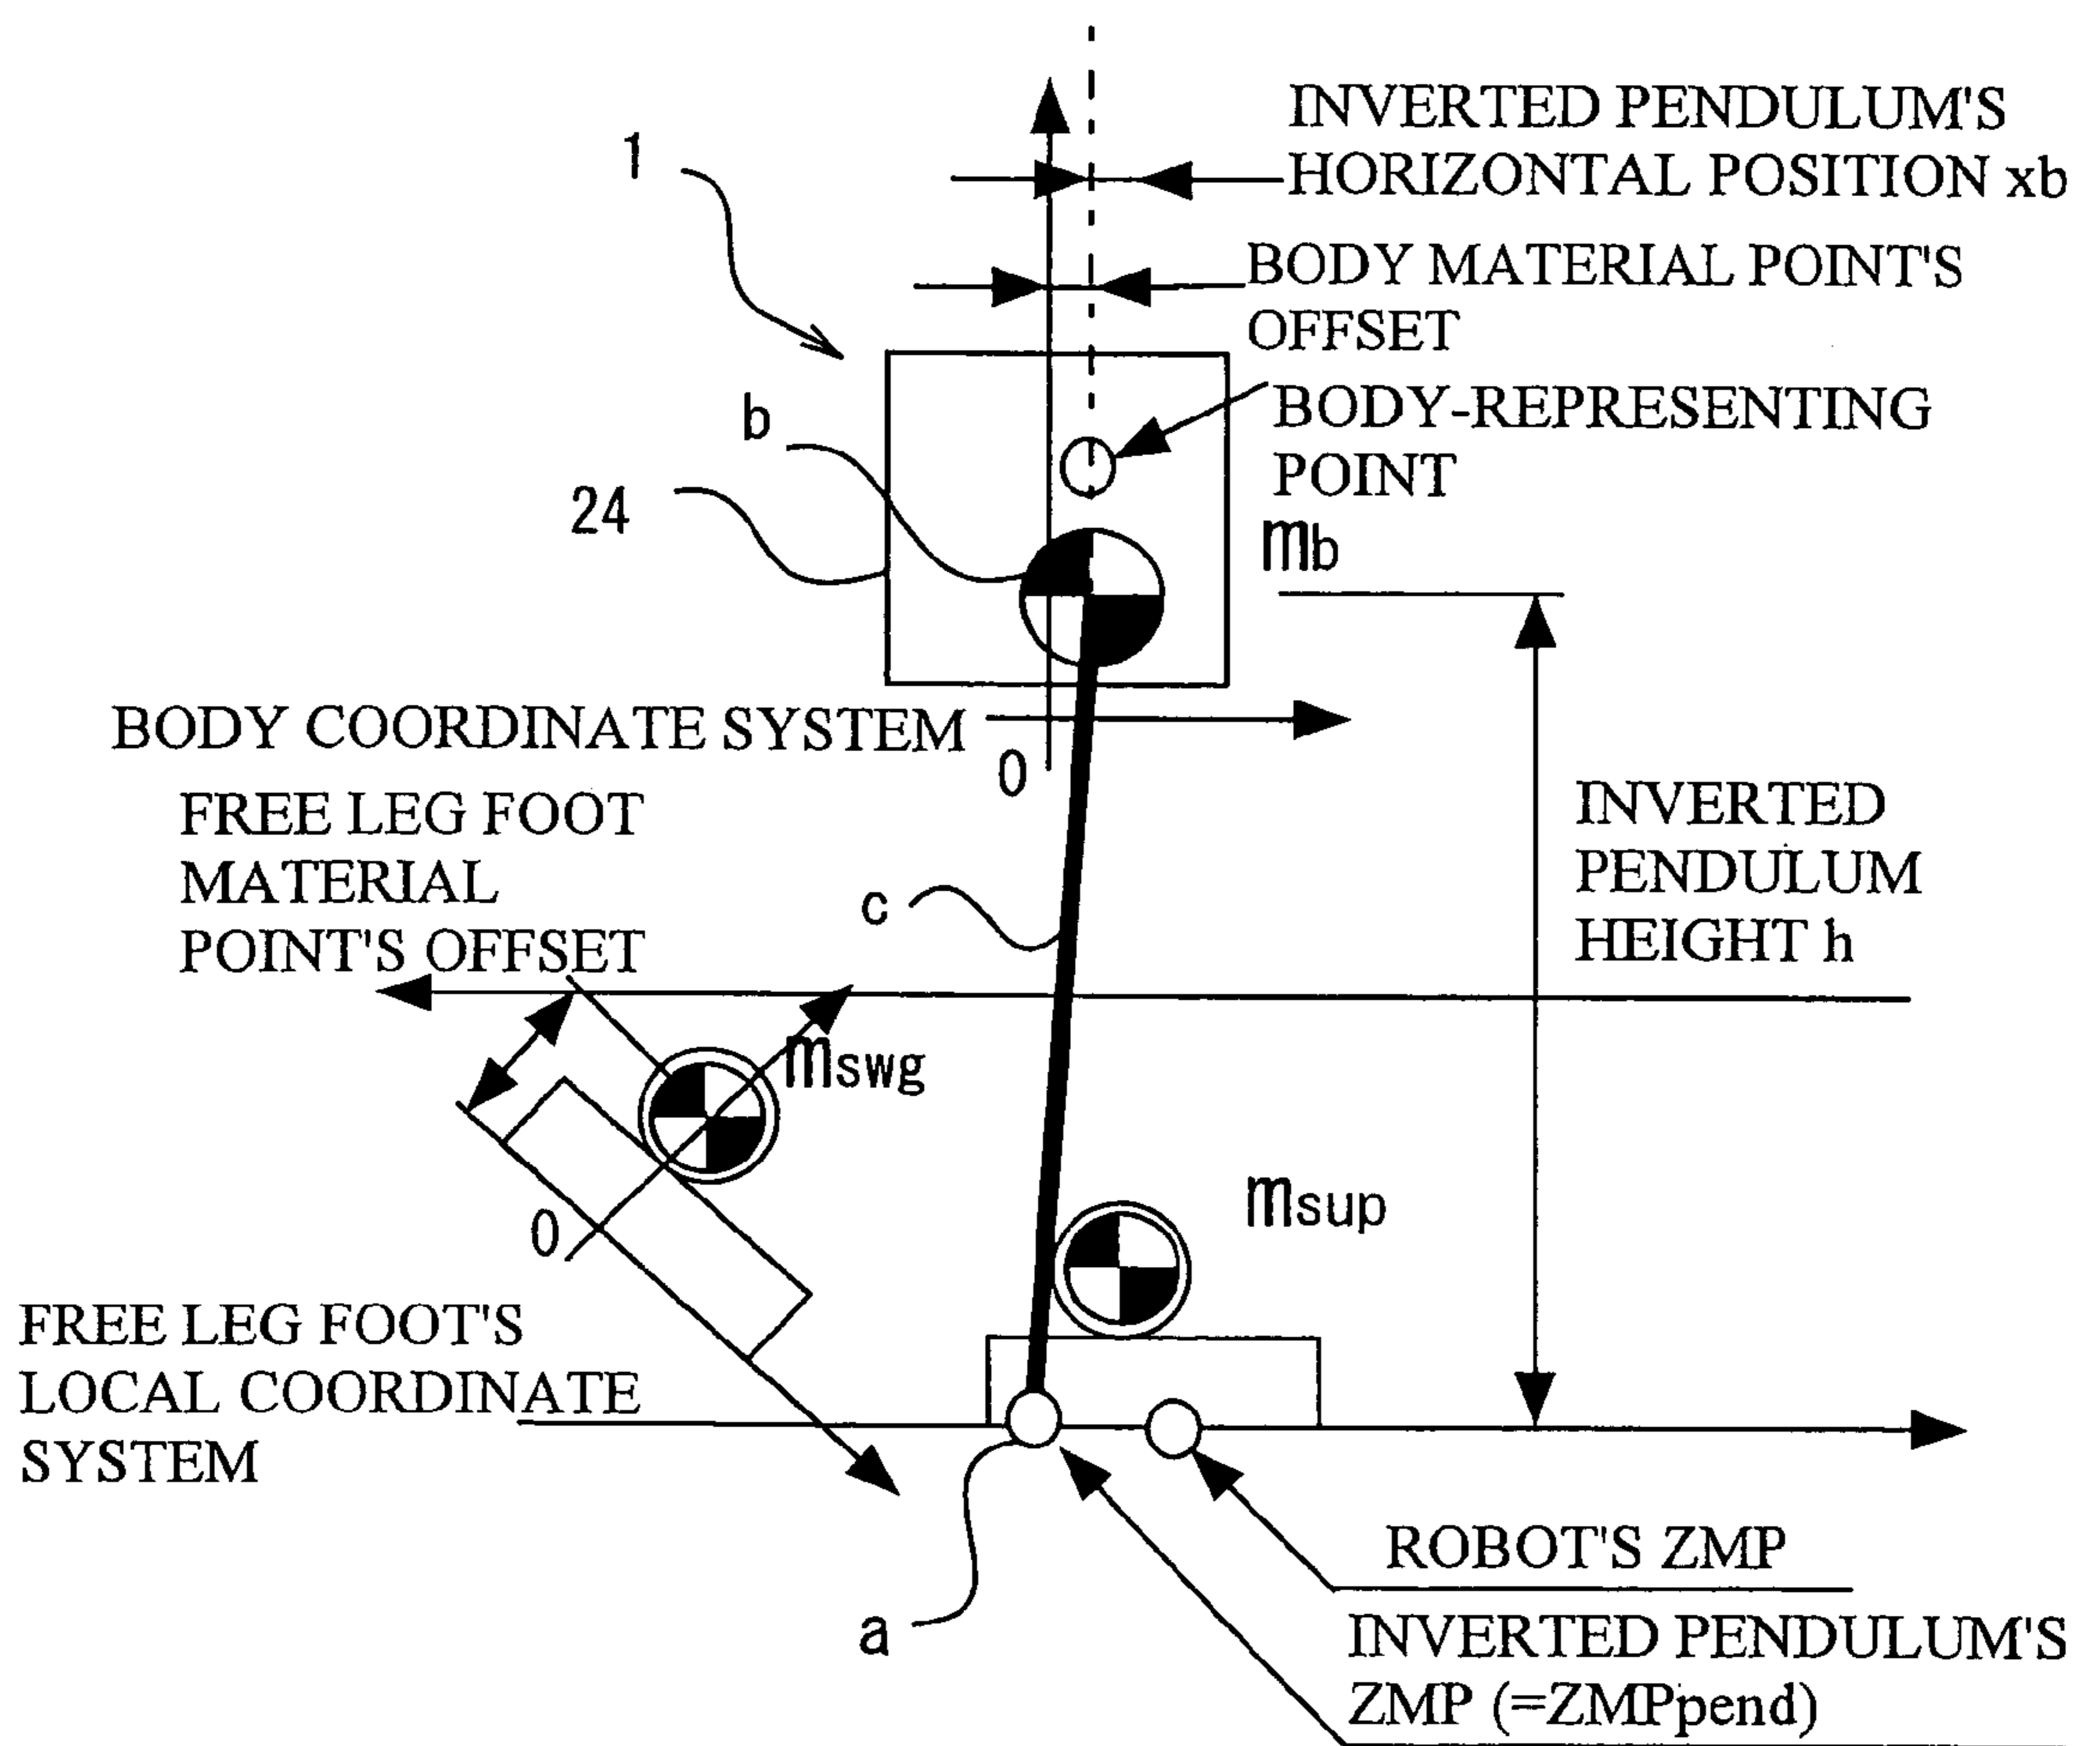 INVERTED PENDULUM'S
HORIZONTAL POSITION xb
1
BODY MATERIAL POINT'S
OFFSET
b
BODY-REPRESENTING
POINT
24
mb
BODY COORDINATE SYSTEM
0
FREE LEG FOOT
MATERIAL
POINT'S OFFSET
c
INVERTED
PENDULUM
HEIGHT h
mswg
msup
0
FREE LEG FOOT'S
LOCAL COORDINATE
SYSTEM
a
ROBOT'S ZMP
INVERTED PENDULUM'S
ZMP (=ZMPpend)